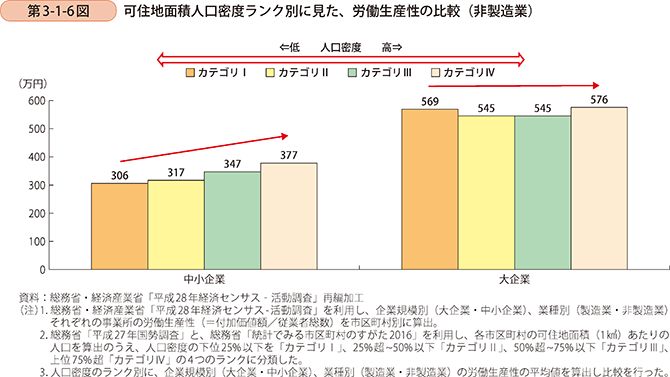 第3-1-6図 可住地面積人口密度ランク別に見た、労働生産性の比較（非製造業）
⇐低 人口密度 高⇒
カテゴリⅠ カテゴリⅡ カテゴリⅢ カテゴリⅣ
(万円)
600
500
400
300
200
100
0
306
317
347
377
569
545
545
576
中小企業
大企業
資料：総務省・経済産業省「平成28年経済センサス‐活動調査」再編加工
（注）1. 総務省・経済産業省「平成28年経済センサス‐活動調査」を利用し、企業規模別（大企業・中小企業）、業種別（製造業・非製造業）
それぞれの事業所の労働生産性（＝付加価値額／従業者総数）を市区町村別に算出。
2. 総務省「平成27年国勢調査」と、総務省「統計でみる市区町村のすがた2016」を利用し、各市区町村の可住地面積（1㎢）あたりの
人口を算出のうえ、人口密度の下位25%以下を「カテゴリⅠ」、25%超~50%以下「カテゴリⅡ」、50%超~75%以下「カテゴリⅢ」、
上位75%超「カテゴリⅣ」の４つのランクに分類した。
3. 人口密度のランク別に、企業規模別（大企業・中小企業）、業種別（製造業・非製造業）の労働生産性の平均値を算出し比較を行った。